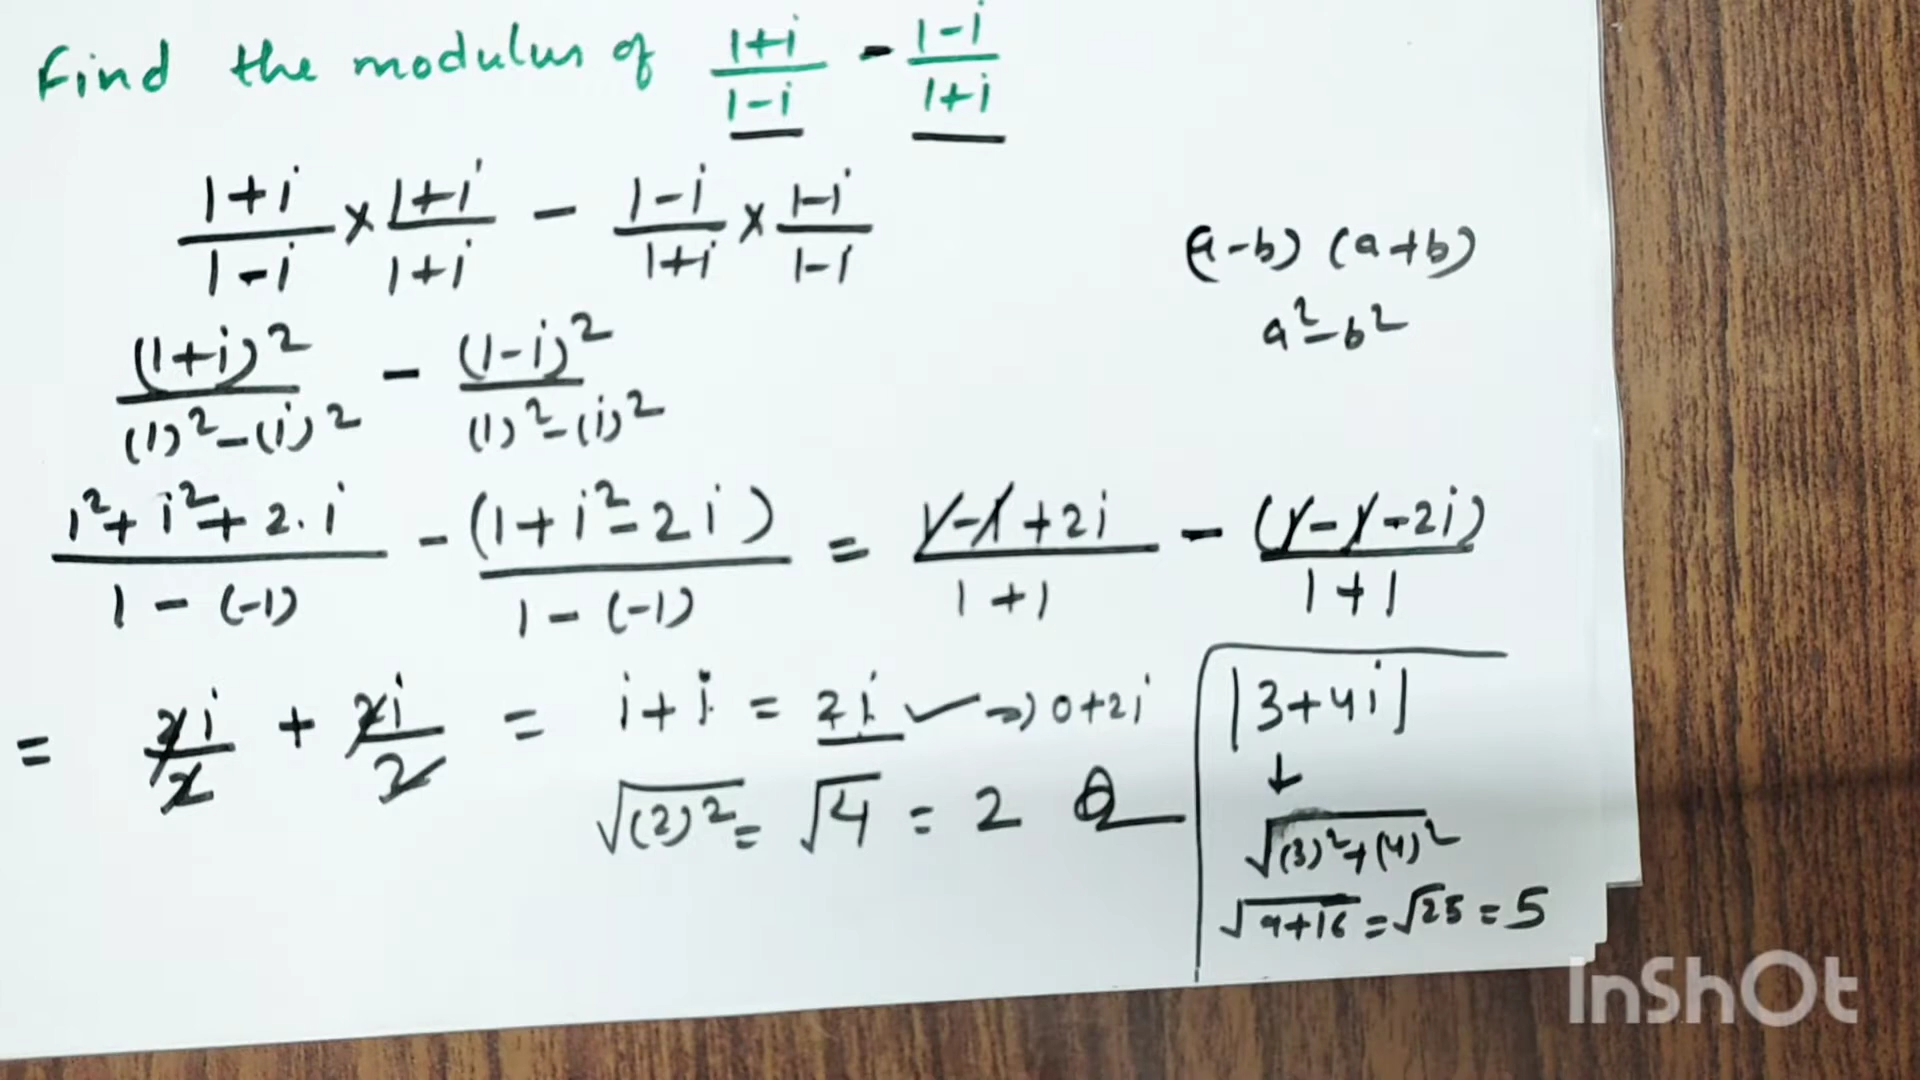 Find the modulus of (1+i)/(1-i) - (1-i)/(1+i)
(1+i)/(1-i) × (1+i)/(1+i) - (1-i)/(1+i) × (1-i)/(1-i)
(a-b) (a+b)
a²-b²
(1+i)²/((1)²-(i)²) - (1-i)²/((1)²-(i)²)
(1²+i²+2.i)/(1-(-1)) - (1+i²-2i)/(1-(-1)) = (1-1+2i)/(1+1) - (1-1-2i)/(1+1)
= 2i/2 + 2i/2 = i+i = 2i ✓ → 0+2i
√(2)² = √4 = 2
|3+4i|
↓
√(3)²+(4)²
√9+16 = √25 = 5
InShOt